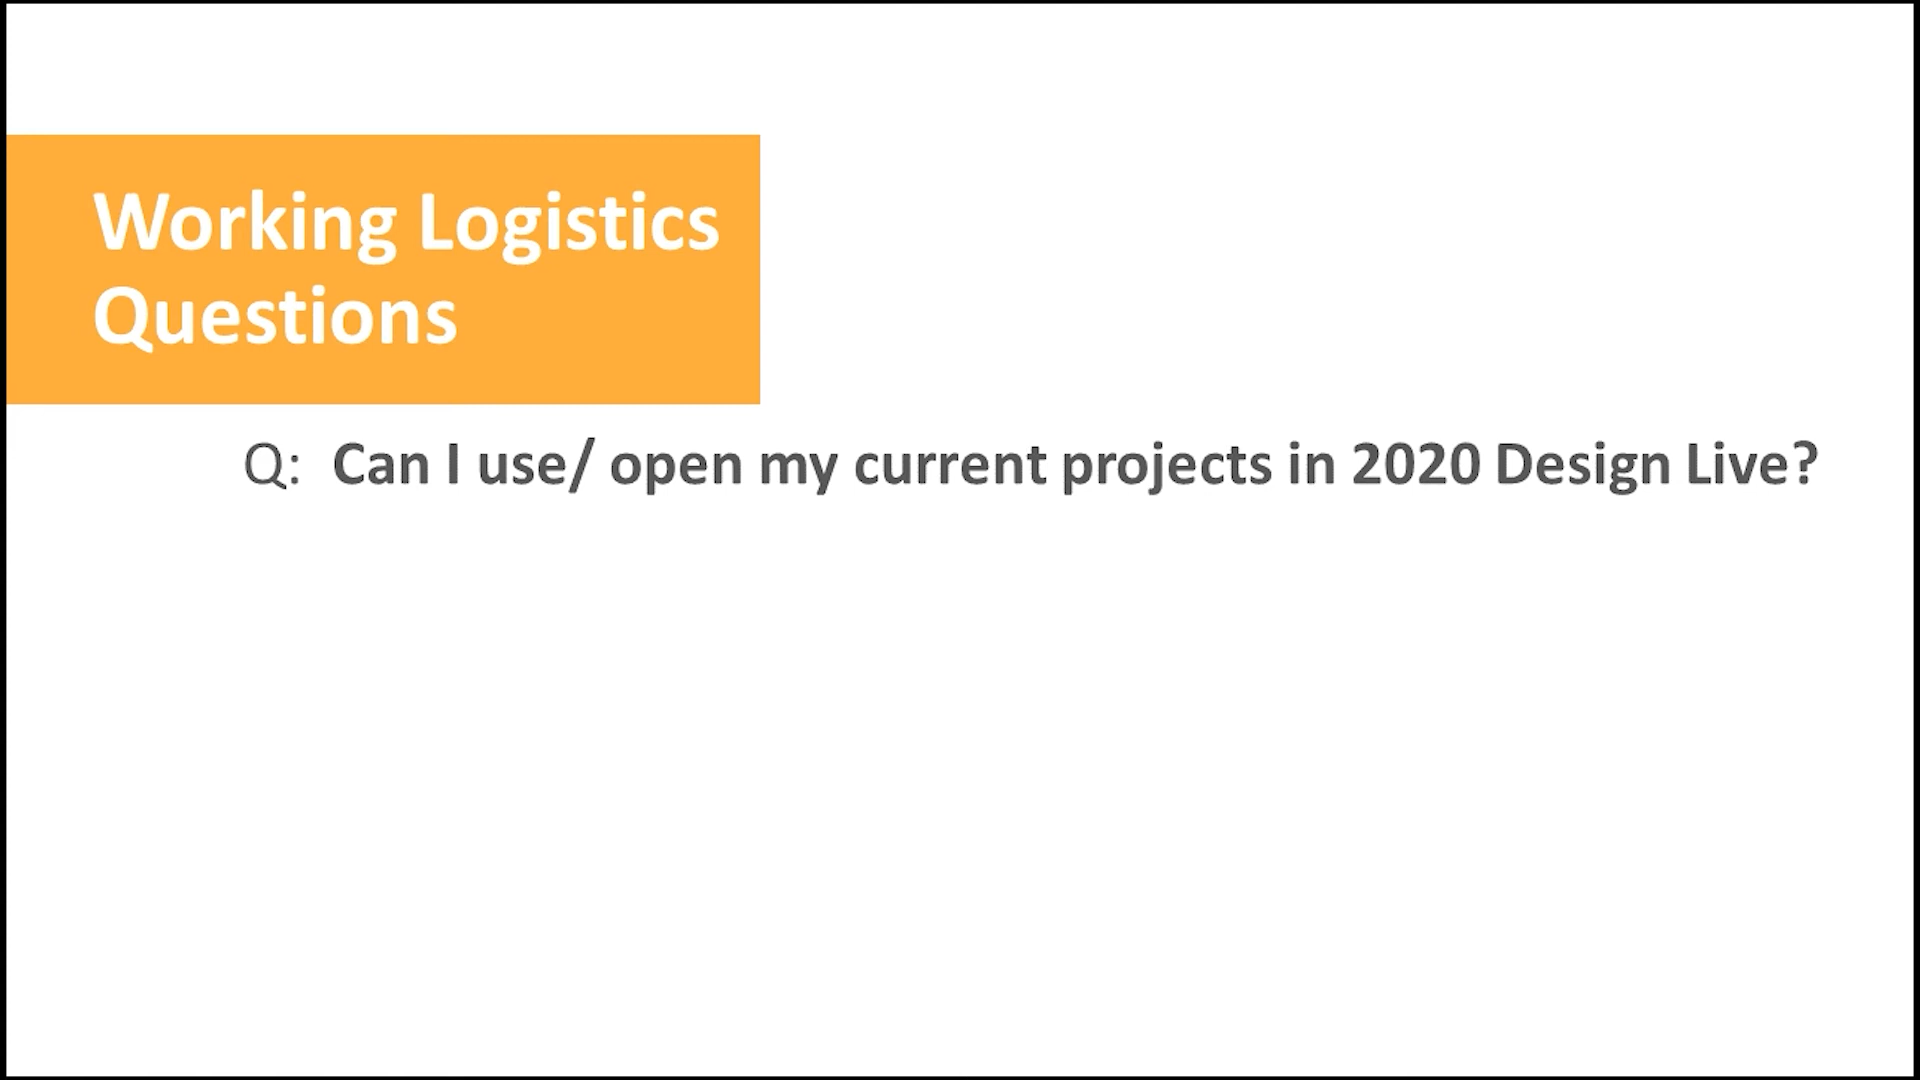 Working Logistics
Questions
Q: Can I use/ open my current projects in 2020 Design Live?